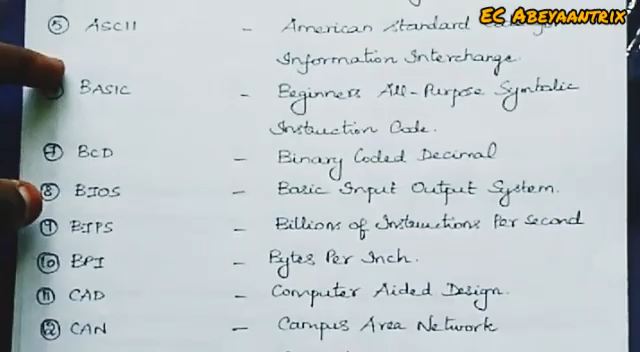 EC ABEYAANTRIX
⑤ ASCII - American Standard Code for
Information Interchange.
BASIC - Beginners All-Purpose Symbolic
Instruction Code.
⑦ BCD - Binary Coded Decimal
⑧ BIOS - Basic Input Output System.
⑨ BIPS - Billions of Instructions Per Second
⑩ BPI - Bytes Per Inch.
⑪ CAD - Computer Aided Design.
⑫ CAN - Campus Area Network